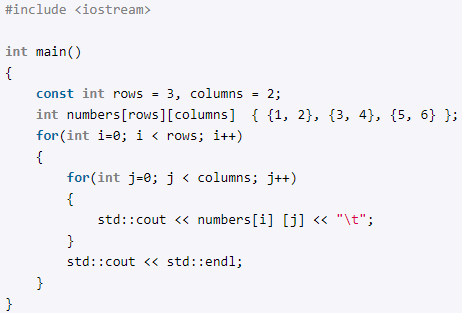 #include <iostream>
int main()
{
    const int rows = 3, columns = 2;
    int numbers[rows][columns]  { {1, 2}, {3, 4}, {5, 6} };
    for(int i=0; i < rows; i++)
    {
        for(int j=0; j < columns; j++)
        {
            std::cout << numbers[i] [j] << "\t";
        }
        std::cout << std::endl;
    }
}